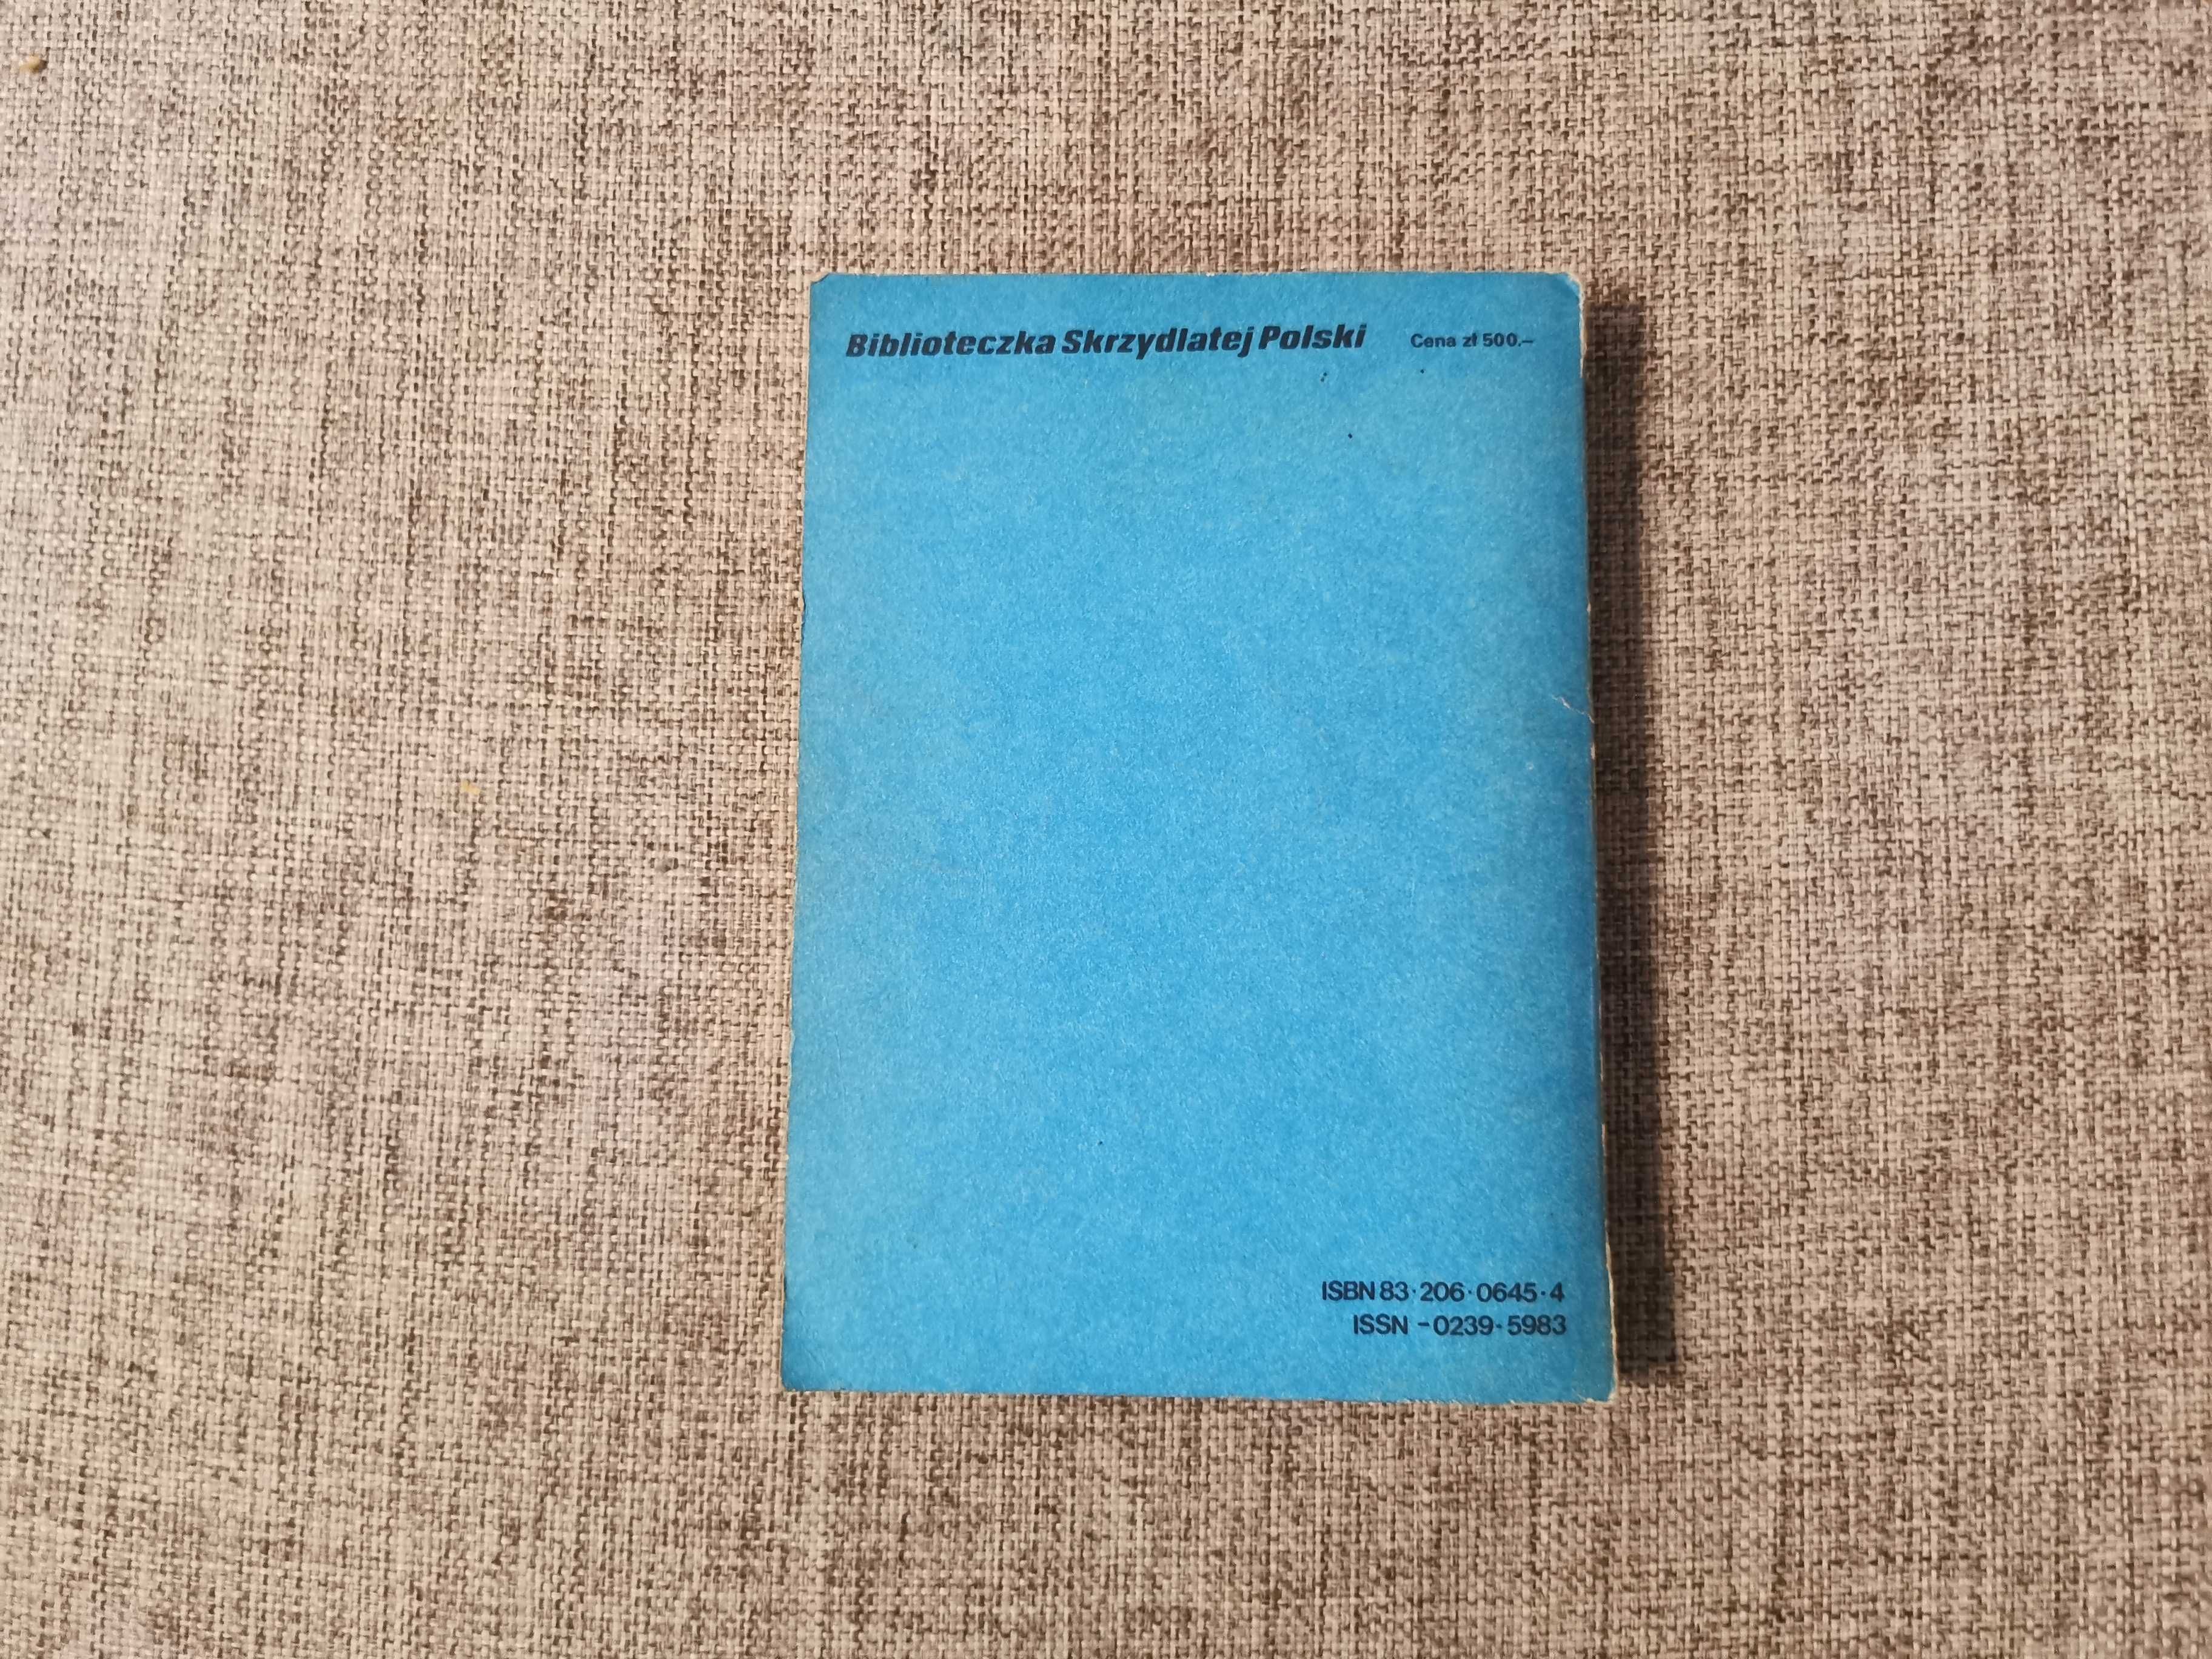 Biblioteczka Skrzydlatej Polski Cena zł 500.–
ISBN 83·206·0645·4
ISSN –0239·5983